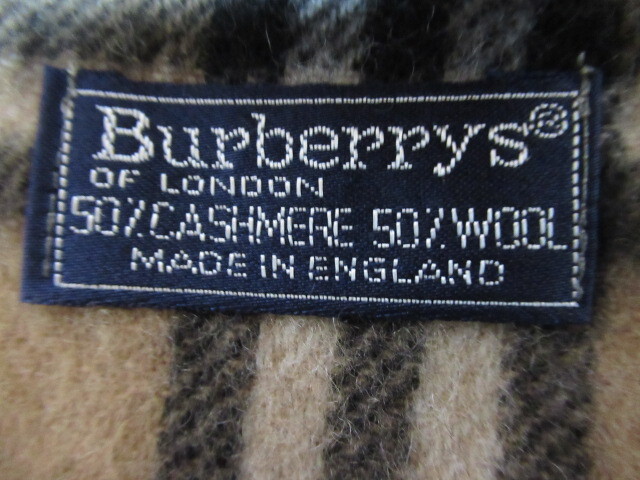 Burberrys®
OF LONDON
50% CASHMERE 50% WOOL
MADE IN ENGLAND